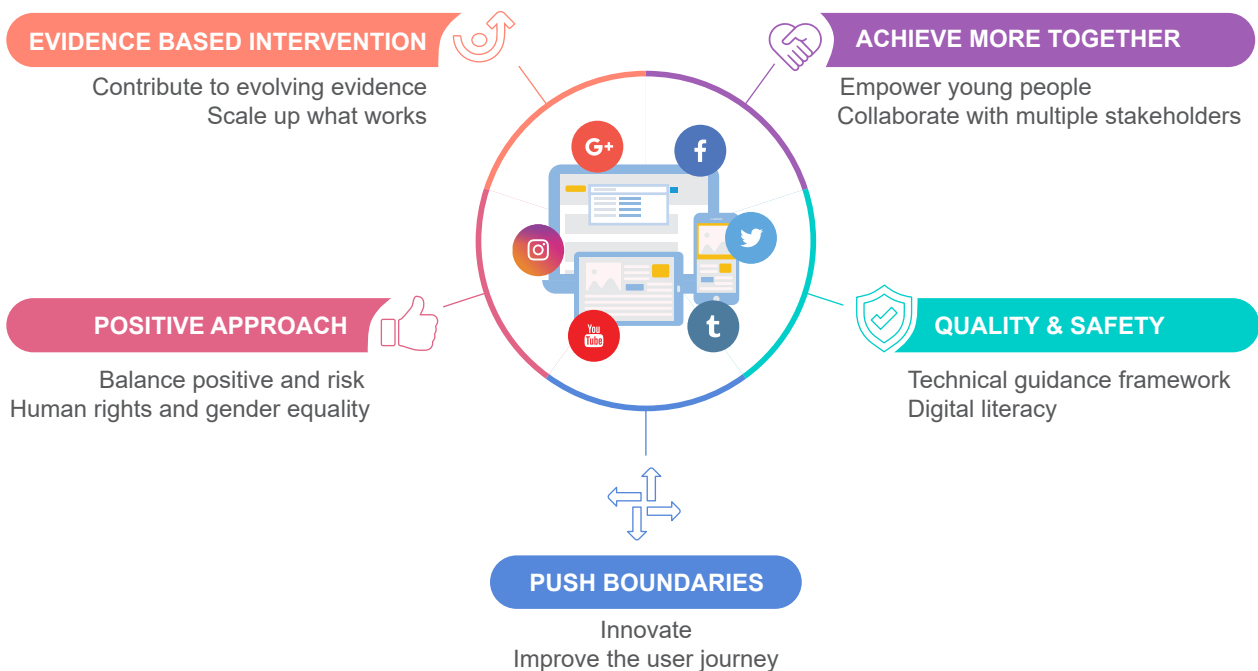 EVIDENCE BASED INTERVENTION
Contribute to evolving evidence
Scale up what works
ACHIEVE MORE TOGETHER
Empower young people
Collaborate with multiple stakeholders
G+
f
t
You
Tube
POSITIVE APPROACH
Balance positive and risk
Human rights and gender equality
QUALITY & SAFETY
Technical guidance framework
Digital literacy
PUSH BOUNDARIES
Innovate
Improve the user journey